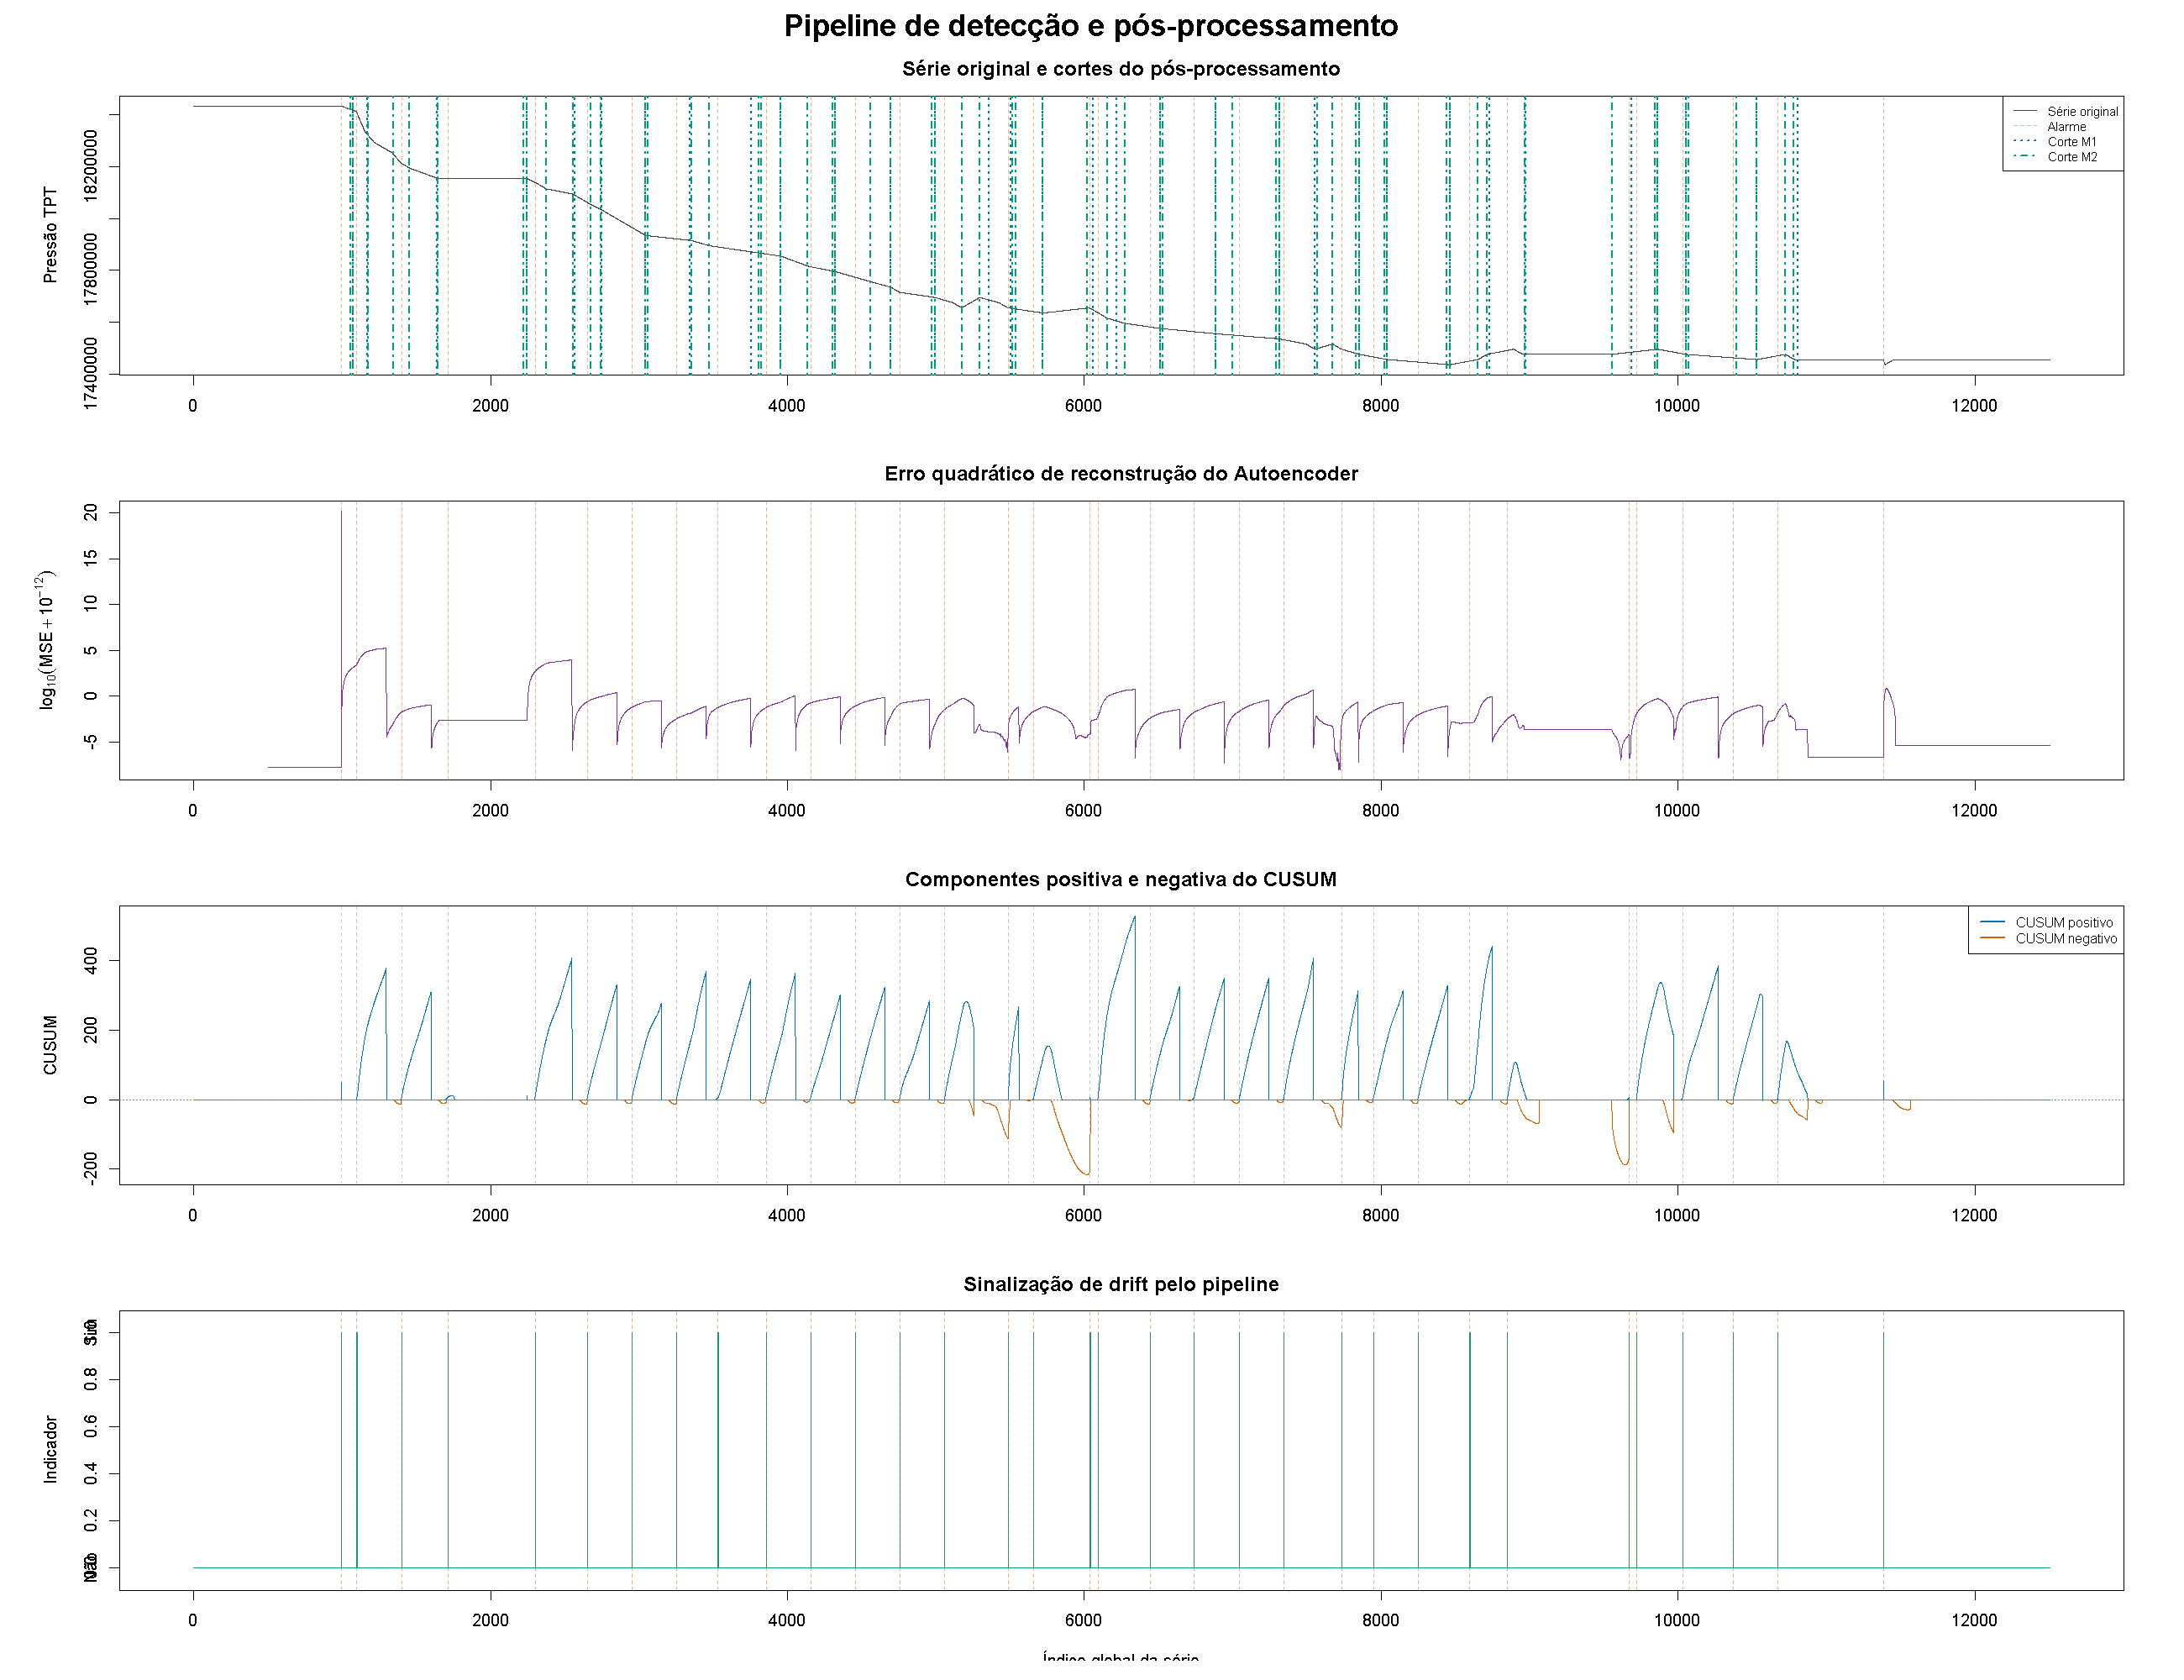 Pipeline de detecção e pós-processamento
Série original e cortes do pós-processamento
Pressão TPT
17400000
17800000
18200000
Série original
Alarme
Corte M1
Corte M2
0 2000 4000 6000 8000 10000 12000
Erro quadrático de reconstrução do Autoencoder
log₁₀(MSE + 10⁻¹²)
-5
0
5
10
15
20
0 2000 4000 6000 8000 10000 12000
Componentes positiva e negativa do CUSUM
CUSUM
-200
0
200
400
CUSUM positivo
CUSUM negativo
0 2000 4000 6000 8000 10000 12000
Sinalização de drift pelo pipeline
Indicador
0.2
0.4
0.6
0.8
0 2000 4000 6000 8000 10000 12000
Índice global da série